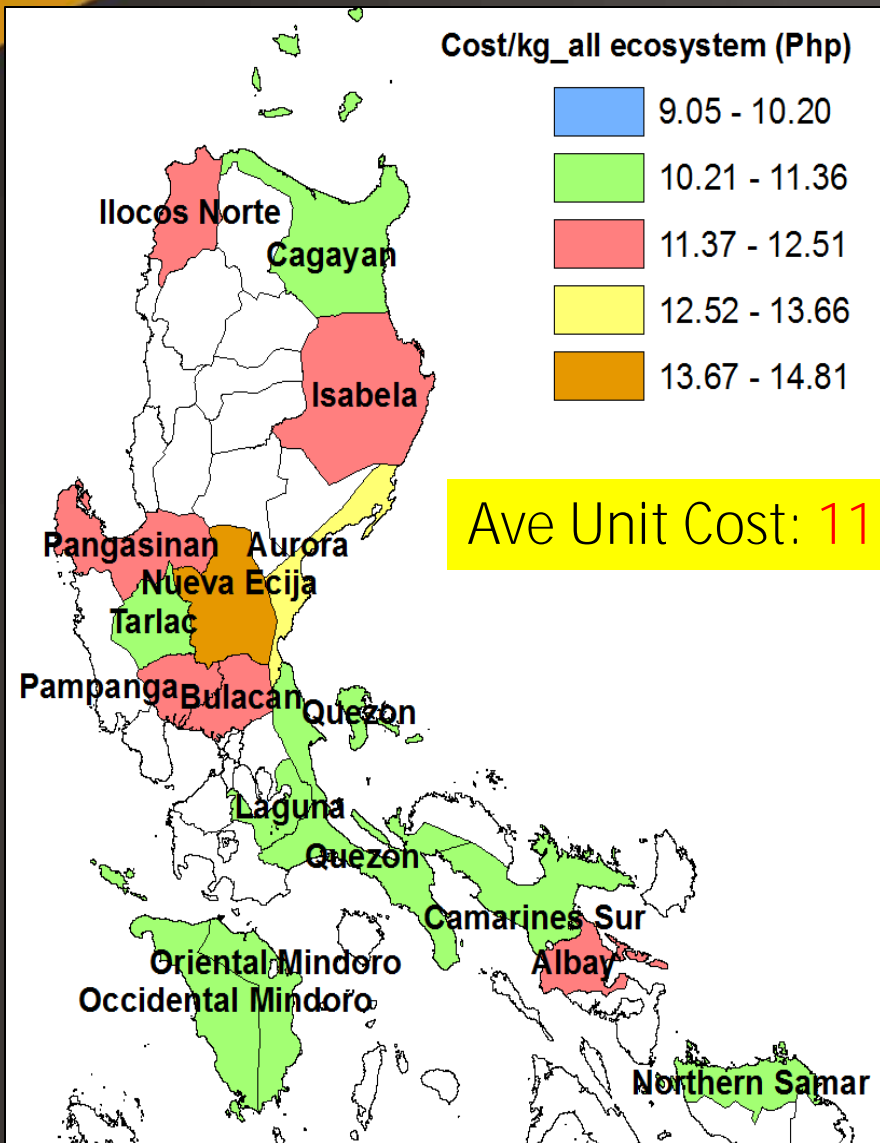 Cost/kg_all ecosystem (Php)
9.05 - 10.20
10.21 - 11.36
11.37 - 12.51
12.52 - 13.66
13.67 - 14.81
Ilocos Norte
Cagayan
Isabela
Ave Unit Cost: 11
Pangasinan
Aurora
Nueva Ecija
Tarlac
Pampanga
Bulacan
Quezon
Laguna
Quezon
Camarines Sur
Albay
Oriental Mindoro
Occidental Mindoro
Northern Samar